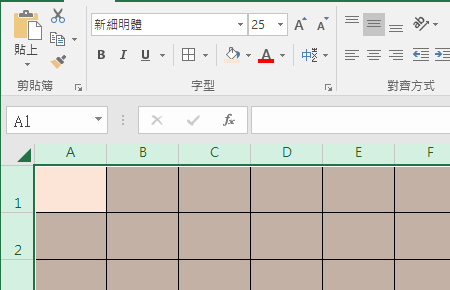 新細明體 25 A A
貼上 B I U A 中
剪貼簿 字型 對齊方式
A1 fx
A B C D E F
1
2